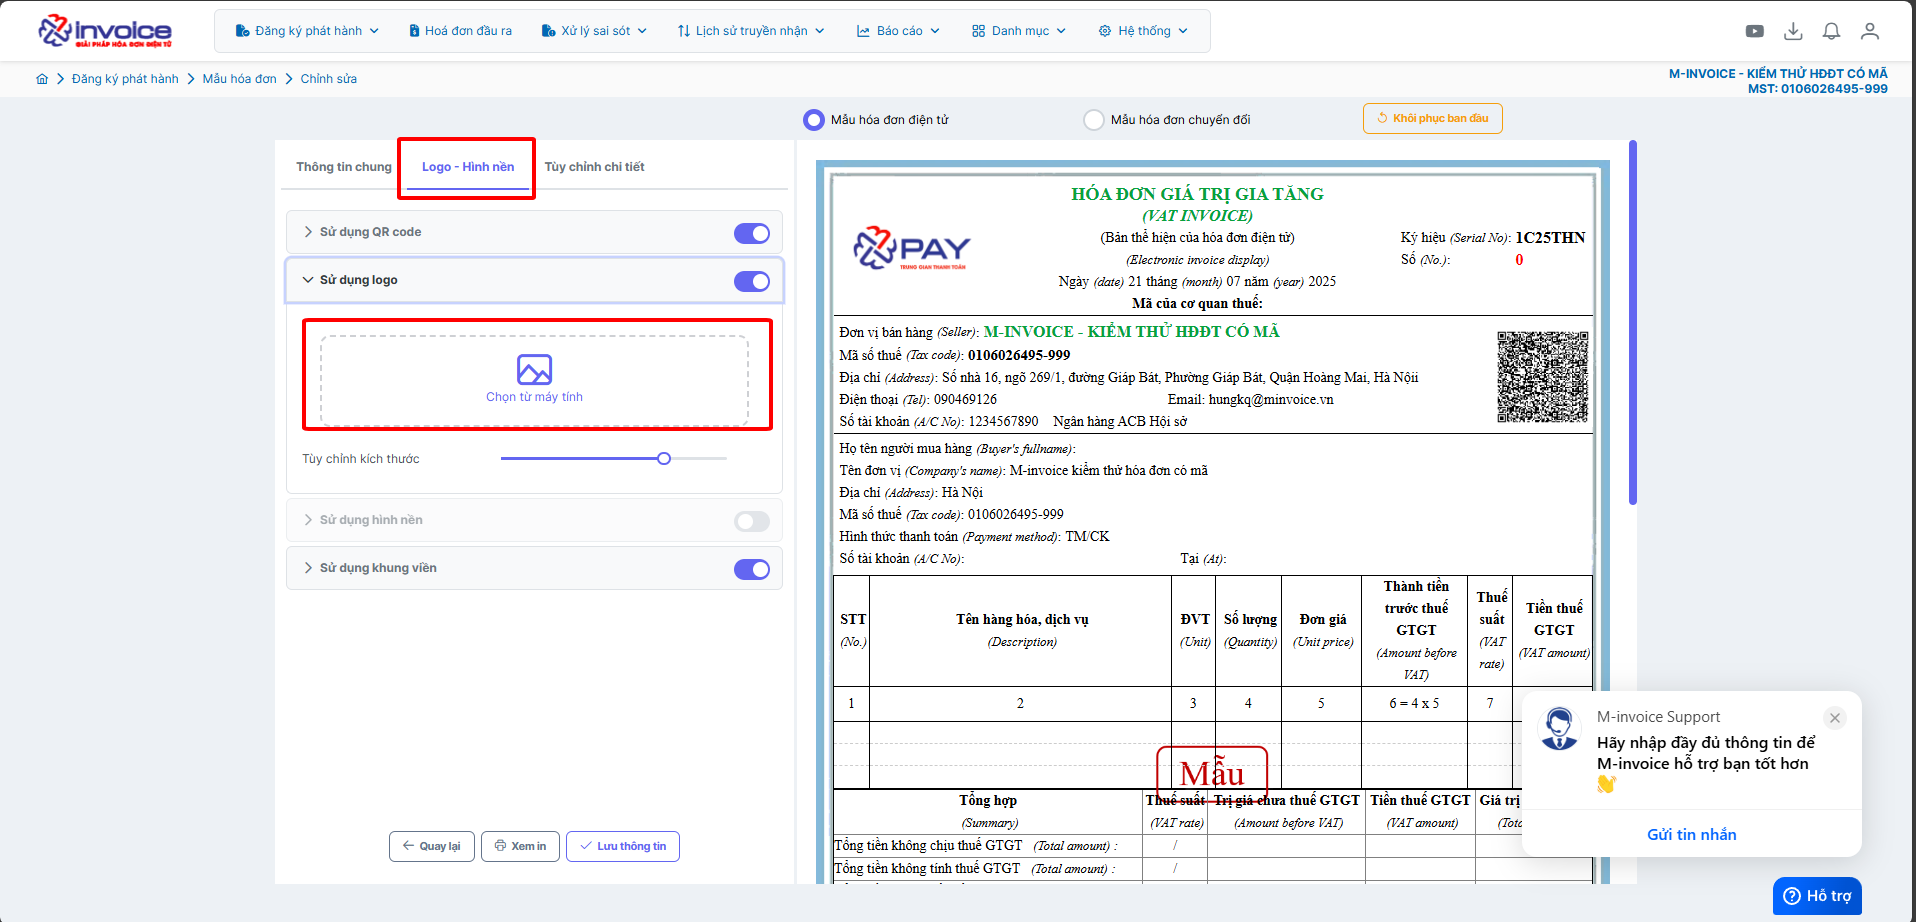 invoice
GIẢI PHÁP HÓA ĐƠN ĐIỆN TỬ
Đăng ký phát hành
Hoá đơn đầu ra
Xử lý sai sót
Lịch sử truyền nhận
Báo cáo
Danh mục
Hệ thống
Đăng ký phát hành
Mẫu hóa đơn
Chỉnh sửa
M-INVOICE - KIỂM THỬ HĐĐT CÓ MÃ
MST: 0106026495-999
Mẫu hóa đơn điện tử
Mẫu hóa đơn chuyển đổi
Khôi phục ban đầu
Thông tin chung
Logo - Hình nền
Tùy chỉnh chi tiết
Sử dụng QR code
Sử dụng logo
Chọn từ máy tính
Tùy chỉnh kích thước
Sử dụng hình nền
Sử dụng khung viền
Quay lại
Xem in
Lưu thông tin
PAY
TRUNG GIAN THANH TOÁN
HÓA ĐƠN GIÁ TRỊ GIA TĂNG
(VAT INVOICE)
(Bản thể hiện của hóa đơn điện tử)
(Electronic invoice display)
Ngày (date) 21 tháng (month) 07 năm (year) 2025
Mã của cơ quan thuế:
Ký hiệu (Serial No): 1C25THN
Số (No.): 0
Đơn vị bán hàng (Seller): M-INVOICE - KIỂM THỬ HĐĐT CÓ MÃ
Mã số thuế (Tax code): 0106026495-999
Địa chỉ (Address): Số nhà 16, ngõ 269/1, đường Giáp Bát, Phường Giáp Bát, Quận Hoàng Mai, Hà Nộii
Điện thoại (Tel): 090469126 Email: hungkq@minvoice.vn
Số tài khoản (A/C No): 1234567890 Ngân hàng ACB Hội sở
Họ tên người mua hàng (Buyer's fullname):
Tên đơn vị (Company's name): M-invoice kiểm thử hóa đơn có mã
Địa chỉ (Address): Hà Nội
Mã số thuế (Tax code): 0106026495-999
Hình thức thanh toán (Payment method): TM/CK
Số tài khoản (A/C No): Tại (At):
STT
(No.)
Tên hàng hóa, dịch vụ
(Description)
ĐVT
(Unit)
Số lượng
(Quantity)
Đơn giá
(Unit price)
Thành tiền
trước thuế
GTGT
(Amount before
VAT)
Thuế
suất
(VAT
rate)
Tiền thuế
GTGT
(VAT amount)
1 2 3 4 5 6 = 4 x 5 7
Mẫu
Tổng hợp
(Summary)
Thuế suất
(VAT rate)
Trị giá chưa thuế GTGT
(Amount before VAT)
Tiền thuế GTGT
(VAT amount)
Giá trị
Tổng tiền không chịu thuế GTGT (Total amount) : /
Tổng tiền không tính thuế GTGT (Total amount) : /
M-invoice Support
Hãy nhập đầy đủ thông tin để
M-invoice hỗ trợ bạn tốt hơn
👋
Gửi tin nhắn
Hỗ trợ